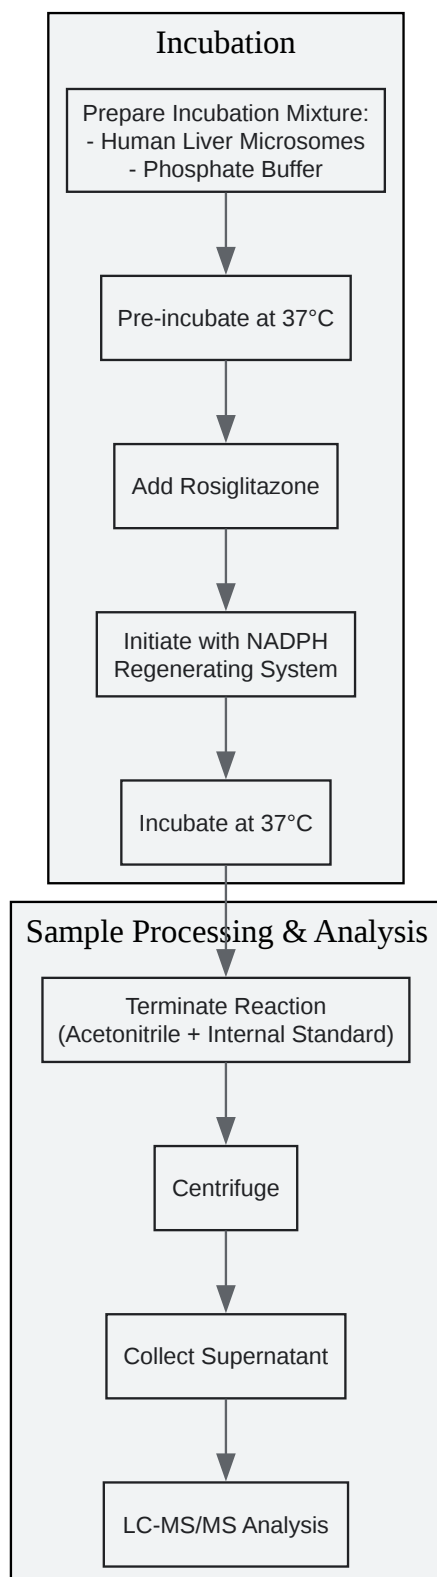 Incubation
Prepare Incubation Mixture:
- Human Liver Microsomes
- Phosphate Buffer
Pre-incubate at 37°C
Add Rosiglitazone
Initiate with NADPH
Regenerating System
Incubate at 37°C
Sample Processing & Analysis
Terminate Reaction
(Acetonitrile + Internal Standard)
Centrifuge
Collect Supernatant
LC-MS/MS Analysis